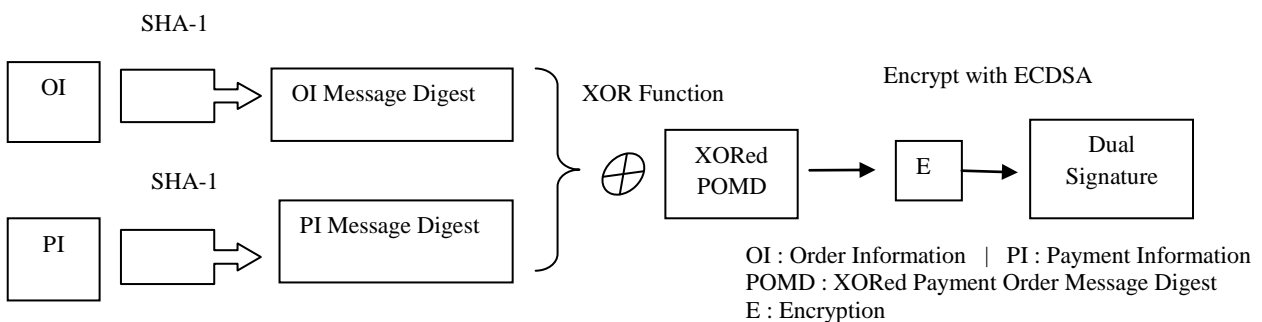 SHA-1
OI
OI Message Digest
XOR Function
Encrypt with ECDSA
XORed
POMD
E
Dual
Signature
SHA-1
PI
PI Message Digest
OI : Order Information | PI : Payment Information
POMD : XORed Payment Order Message Digest
E : Encryption